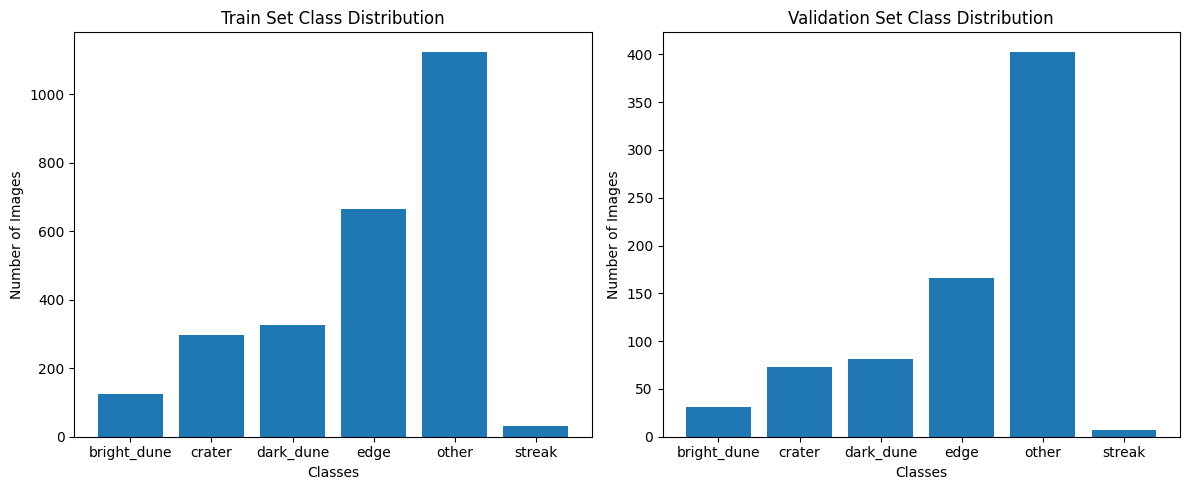 Train Set Class Distribution
Number of Images
1000
800
600
400
200
0
bright_dune crater dark_dune edge other streak
Classes
Validation Set Class Distribution
Number of Images
400
350
300
250
200
150
100
50
0
bright_dune crater dark_dune edge other streak
Classes